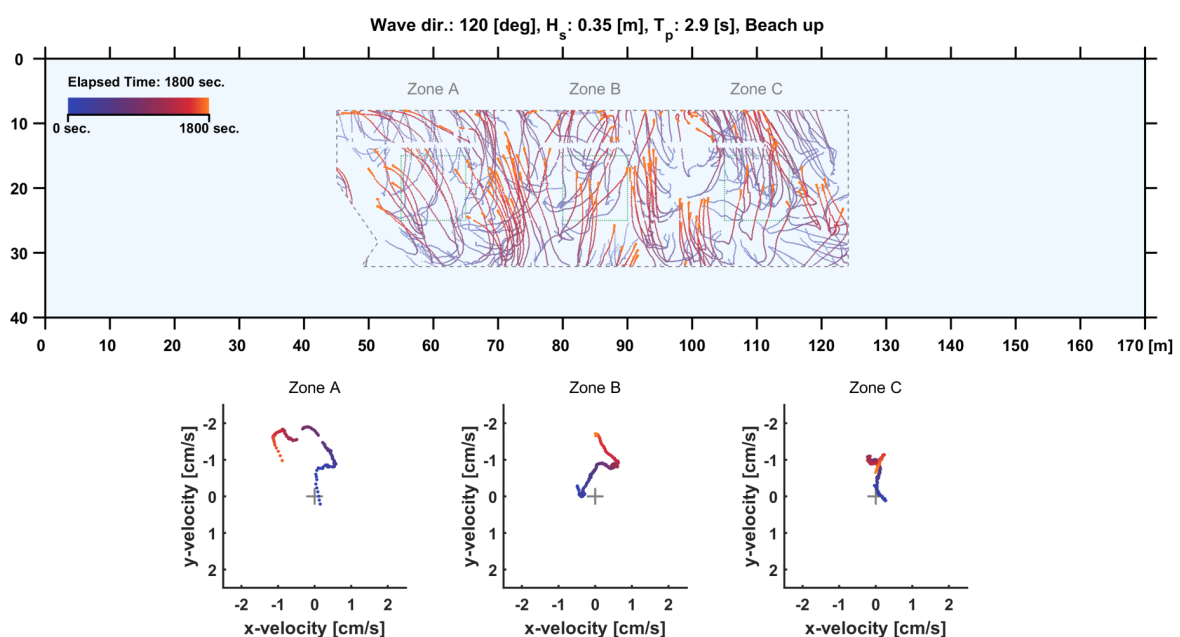 Wave dir.: 120 [deg], Hs: 0.35 [m], Tp: 2.9 [s], Beach up
0
10
20
30
40
Elapsed Time: 1800 sec.
0 sec. 1800 sec.
Zone A Zone B Zone C
0 10 20 30 40 50 60 70 80 90 100 110 120 130 140 150 160 170 [m]
Zone A
y-velocity [cm/s]
-2
-1
0
1
2
-2 -1 0 1 2
x-velocity [cm/s]
Zone B
y-velocity [cm/s]
-2
-1
0
1
2
-2 -1 0 1 2
x-velocity [cm/s]
Zone C
y-velocity [cm/s]
-2
-1
0
1
2
-2 -1 0 1 2
x-velocity [cm/s]